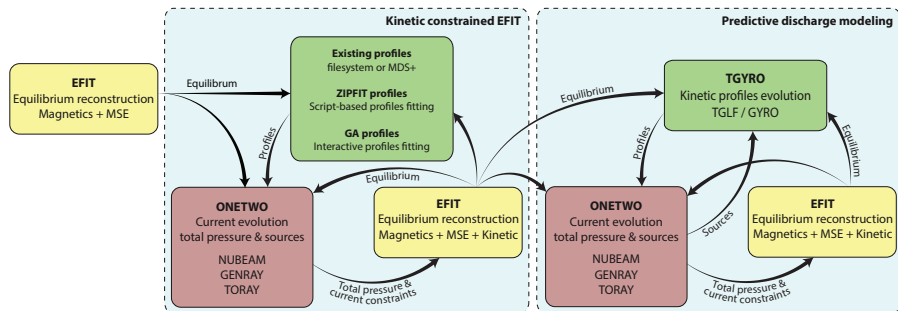 Kinetic constrained EFIT
Predictive discharge modeling
EFIT
Equilibrium reconstruction
Magnetics + MSE
Equilibrum
Existing profiles
filesystem or MDS+
ZIPFIT profiles
Script-based profiles fitting
GA profiles
Interactive profiles fitting
Profiles
Equilibrium
ONETWO
Current evolution
total pressure & sources
NUBEAM
GENRAY
TORAY
EFIT
Equilibrium reconstruction
Magnetics + MSE + Kinetic
Total pressure &
current constraints
Equilibrium
TGYRO
Kinetic profiles evolution
TGLF / GYRO
Profiles
Sources
Equilibrium
ONETWO
Current evolution
total pressure & sources
NUBEAM
GENRAY
TORAY
EFIT
Equilibrium reconstruction
Magnetics + MSE + Kinetic
Total pressure &
current constraints